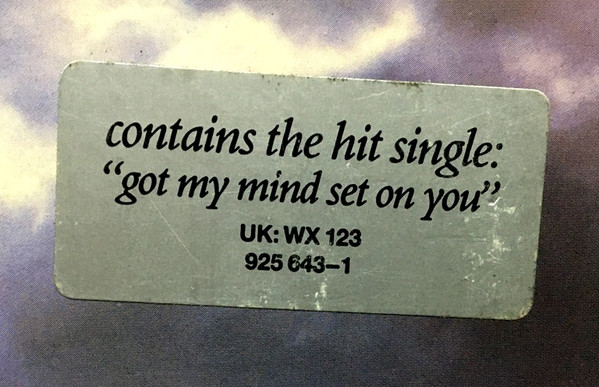 contains the hit single:
“got my mind set on you”
UK: WX 123
925 643–1